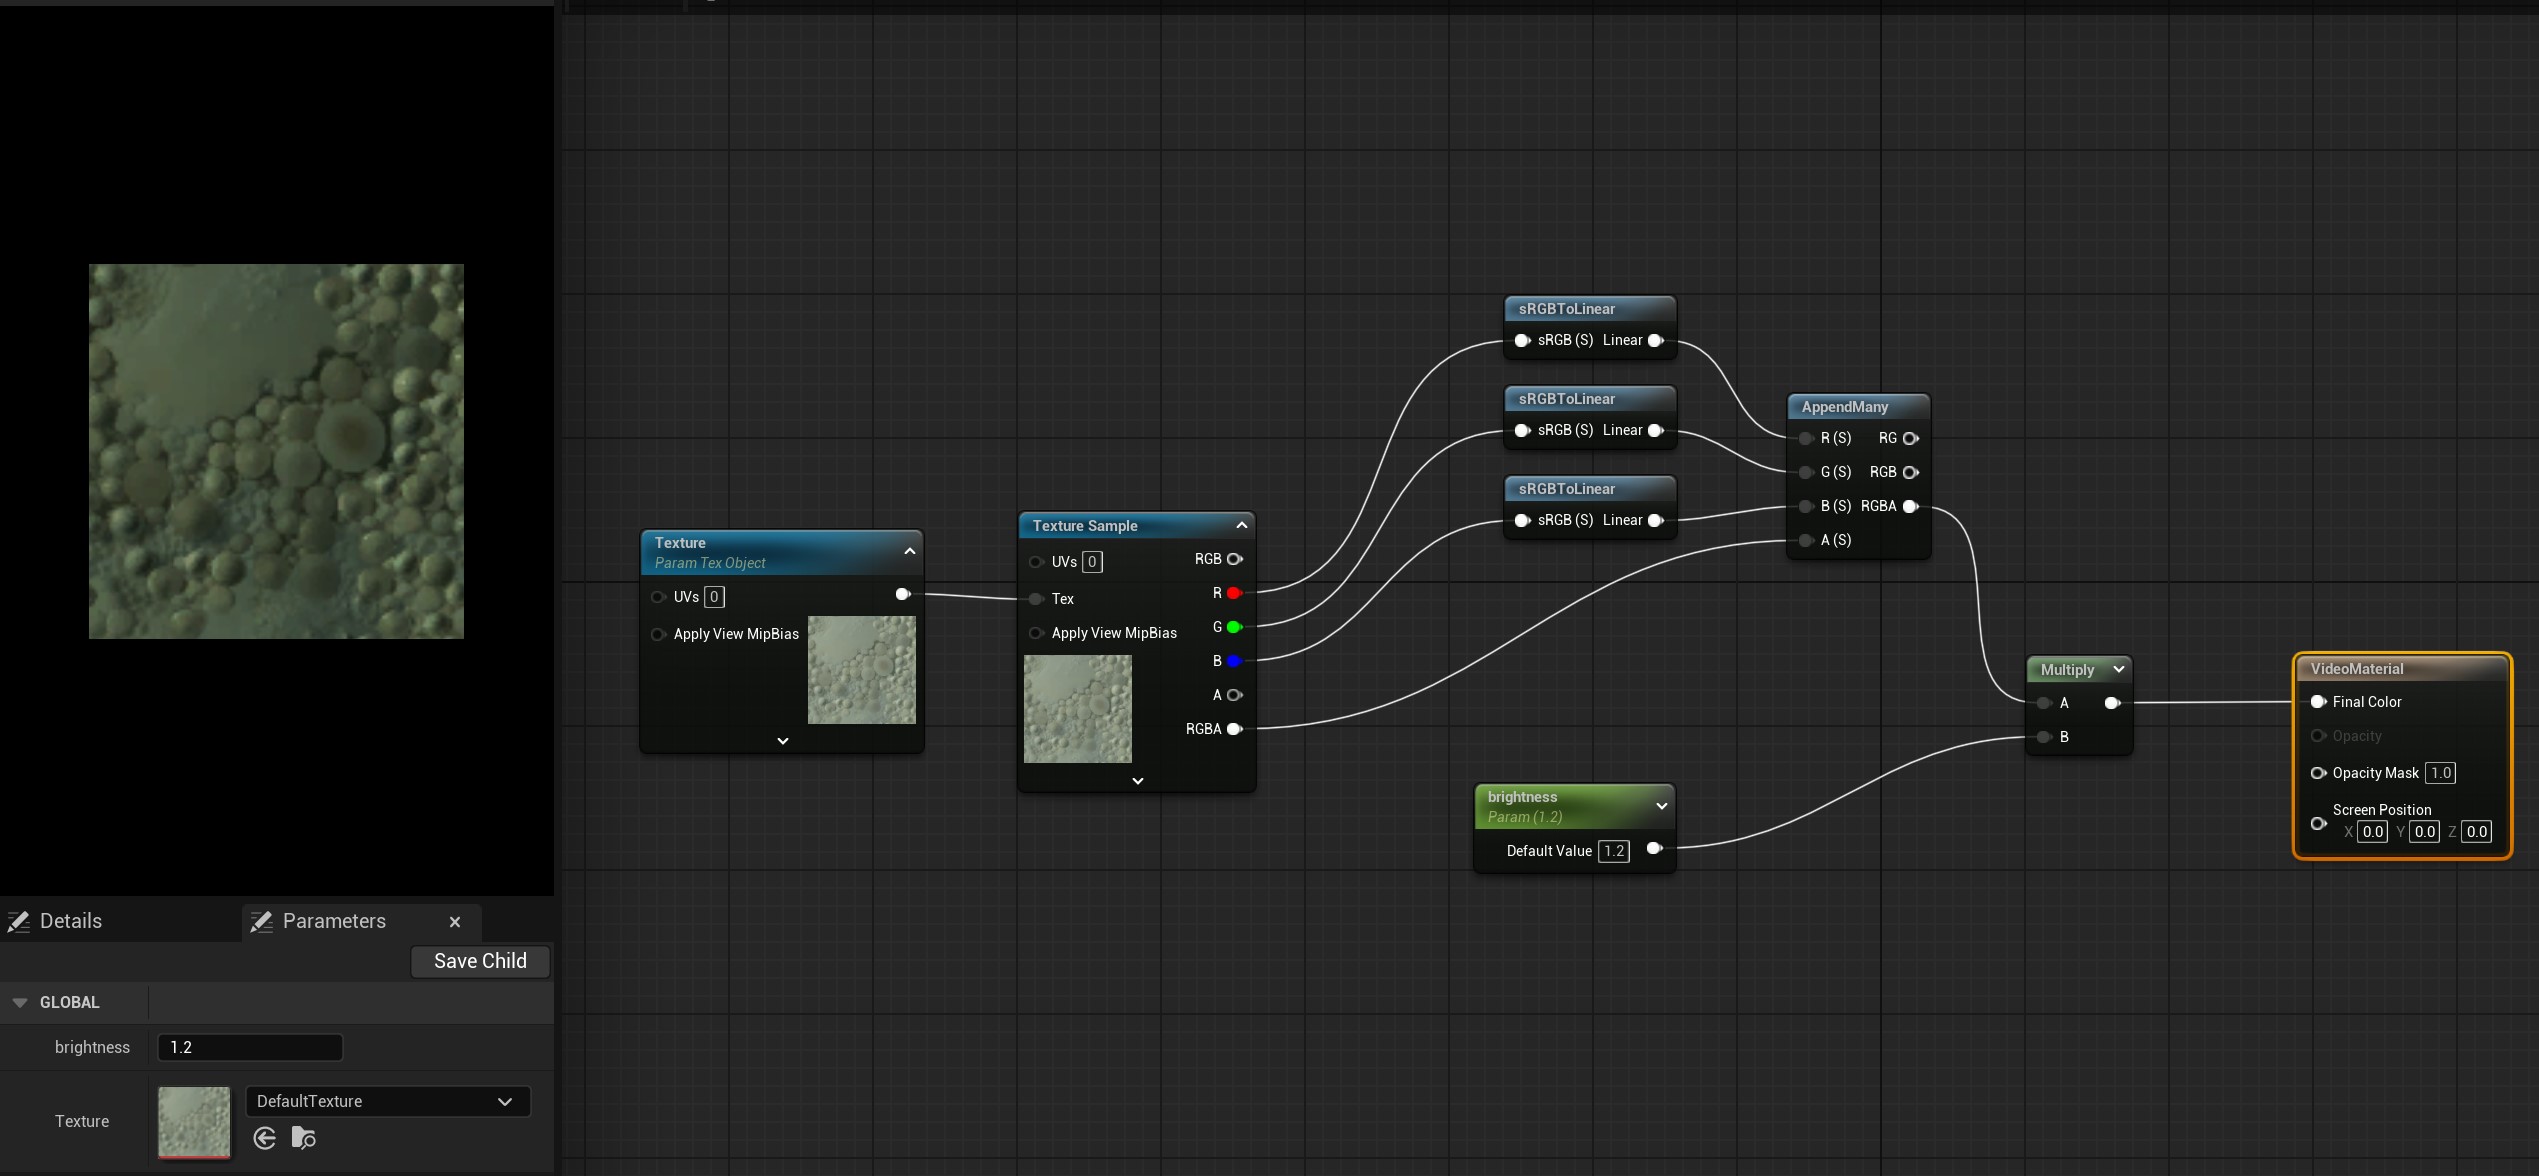 Details
Parameters
Save Child
GLOBAL
brightness
1.2
Texture
DefaultTexture
Texture
Param Tex Object
UVs 0
Apply View MipBias
Texture Sample
UVs 0
RGB
R
Tex
G
Apply View MipBias
B
A
RGBA
sRGBToLinear
sRGB (S) Linear
sRGBToLinear
sRGB (S) Linear
sRGBToLinear
sRGB (S) Linear
AppendMany
R (S) RG
G (S) RGB
B (S) RGBA
A (S)
brightness
Param (1.2)
Default Value 1.2
Multiply
A
B
VideoMaterial
Final Color
Opacity
Opacity Mask 1.0
Screen Position
X 0.0 Y 0.0 Z 0.0